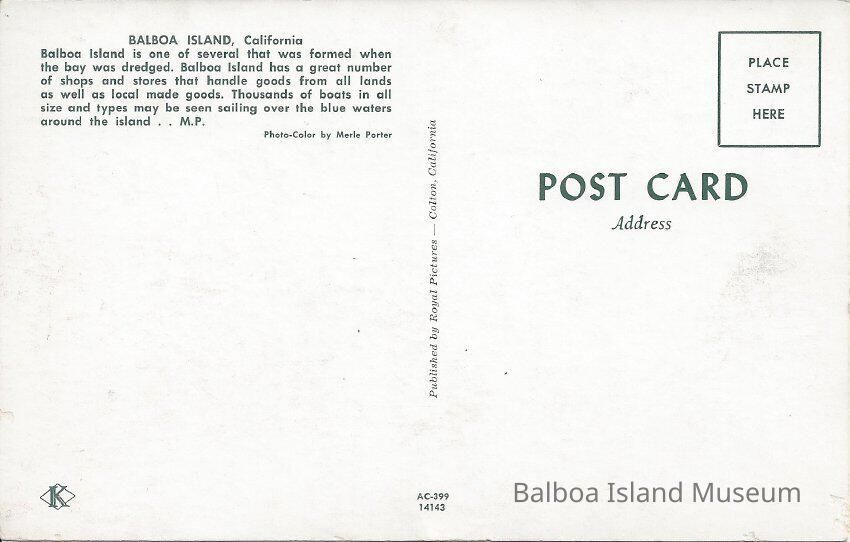 BALBOA ISLAND, California
Balboa Island is one of several that was formed when
the bay was dredged. Balboa Island has a great number
of shops and stores that handle goods from all lands
as well as local made goods. Thousands of boats in all
size and types may be seen sailing over the blue waters
around the island . . M.P.
Photo-Color by Merle Porter
Published by Royal Pictures — Colton, California
PLACE
STAMP
HERE
POST CARD
Address
K
AC-399
14143
Balboa Island Museum